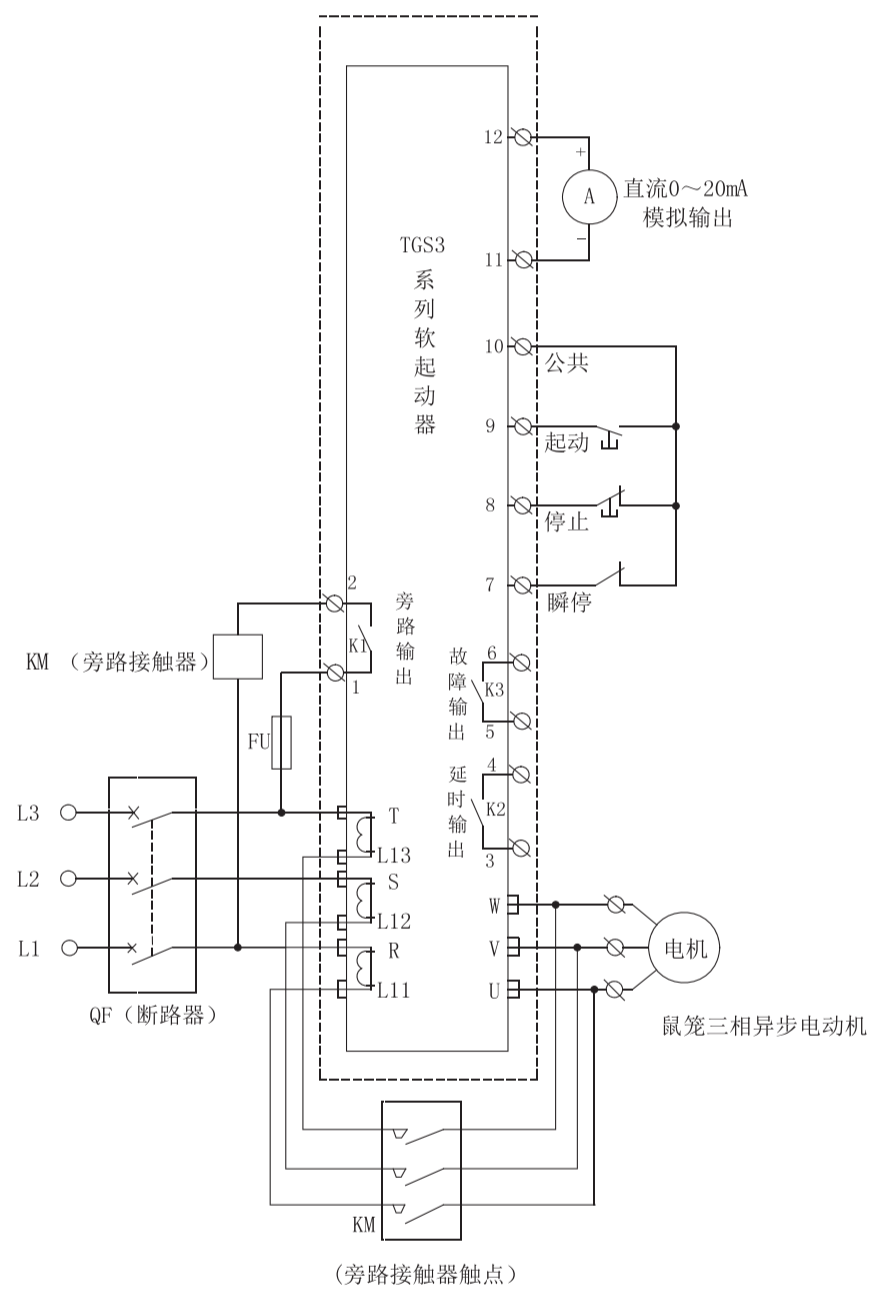 12
+
A
直流0～20mA
模拟输出
−
11
TGS3
系列软起动器
10
公共
9
起动
8
停止
7
瞬停
2
旁路输出
K1
1
KM （旁路接触器）
FU
故障输出
6
K3
5
延时输出
4
K2
3
L3
T
L13
L2
S
L12
L1
R
L11
W
V
U
电机
QF（断路器）
鼠笼三相异步电动机
KM
(旁路接触器触点）